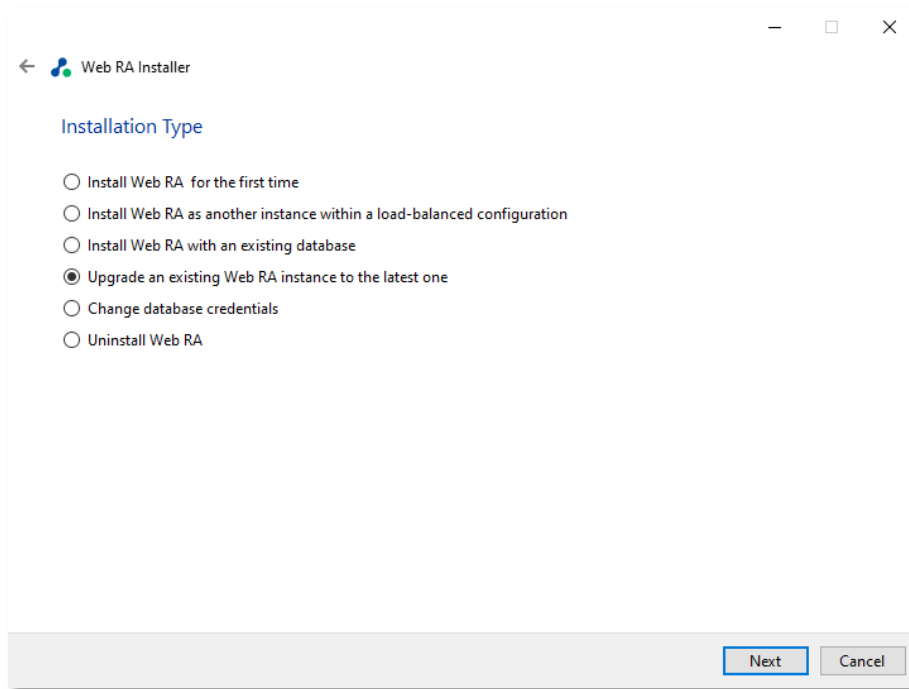 Web RA Installer
Installation Type
Install Web RA for the first time
Install Web RA as another instance within a load-balanced configuration
Install Web RA with an existing database
Upgrade an existing Web RA instance to the latest one
Change database credentials
Uninstall Web RA
Next
Cancel